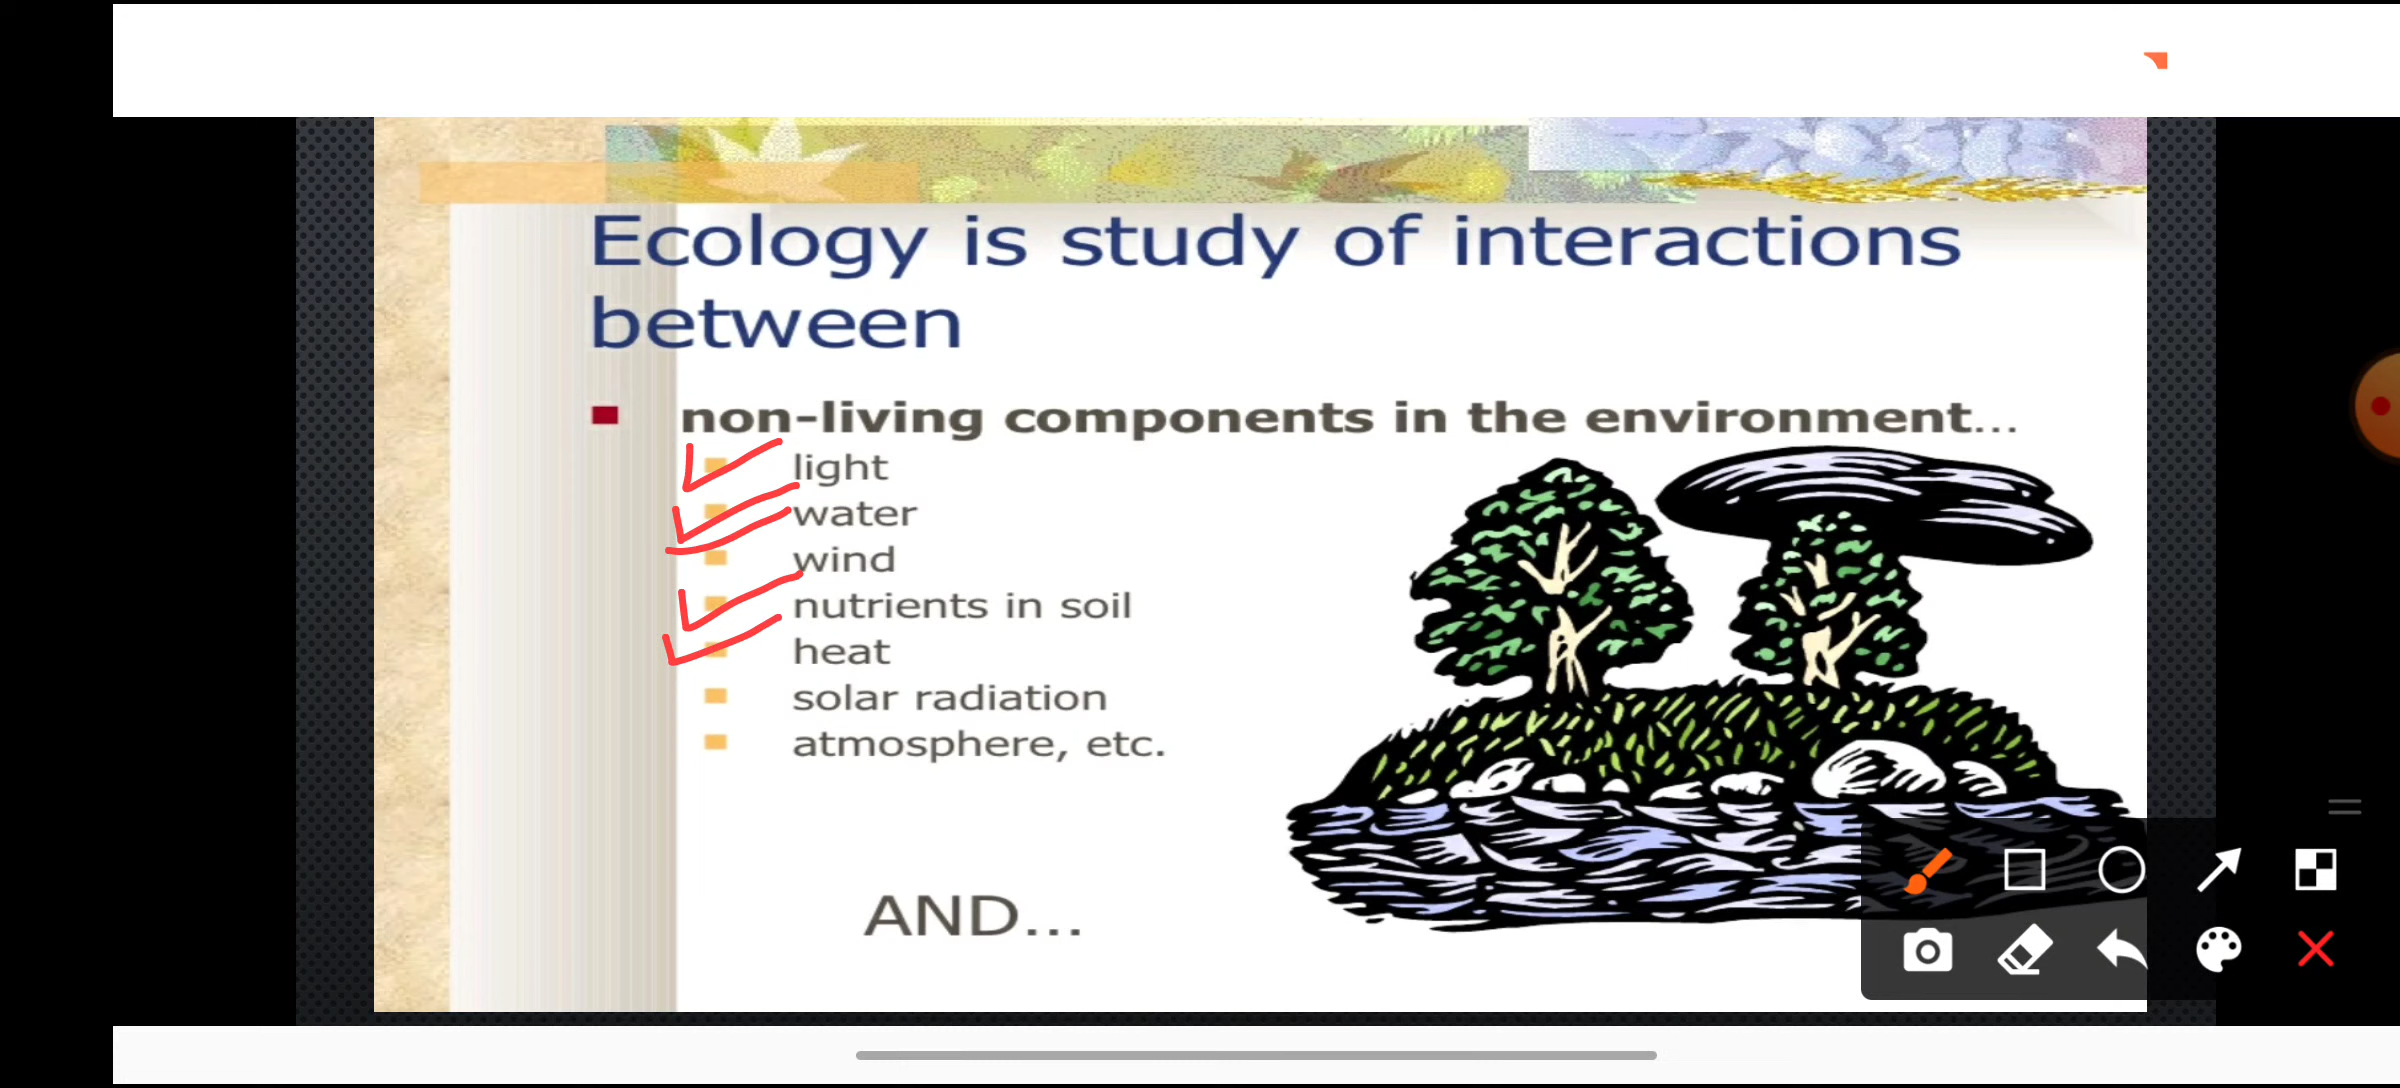 Ecology is study of interactions
between
non-living components in the environment...
light
water
wind
nutrients in soil
heat
solar radiation
atmosphere, etc.
AND...